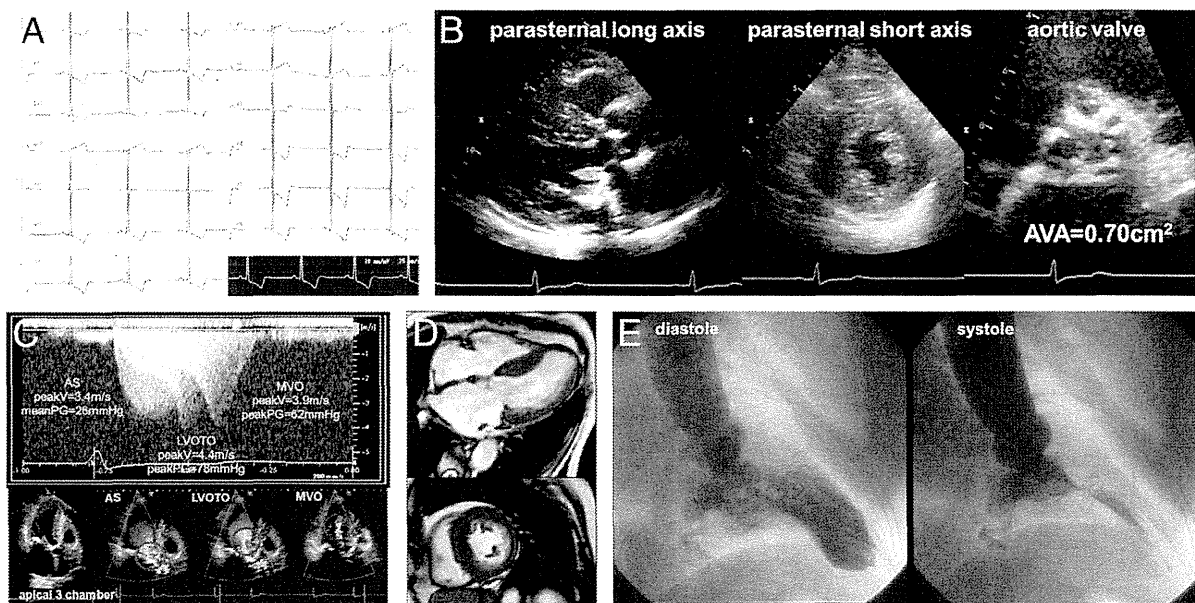 A
B
parasternal long axis
parasternal short axis
aortic valve
AVA=0.70cm²
C
AS
peakV=3.4m/s
meanPG=26mmHg
MVO
peakV=3.9m/s
peakPG=62mmHg
LVOTO
peakV=4.4m/s
peakPG=78mmHg
AS
LVOTO
MVO
apical 3 chamber
D
E
diastole
systole